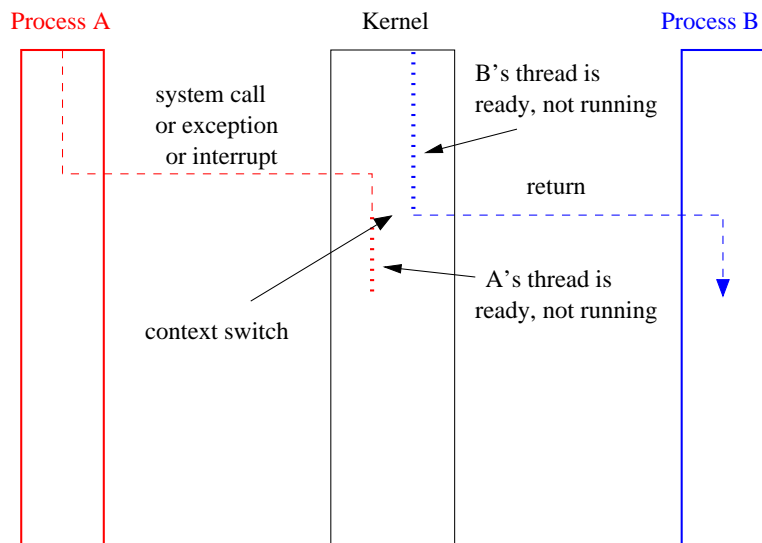 Process A
Kernel
Process B
system call
or exception
or interrupt
B's thread is
ready, not running
return
A's thread is
ready, not running
context switch